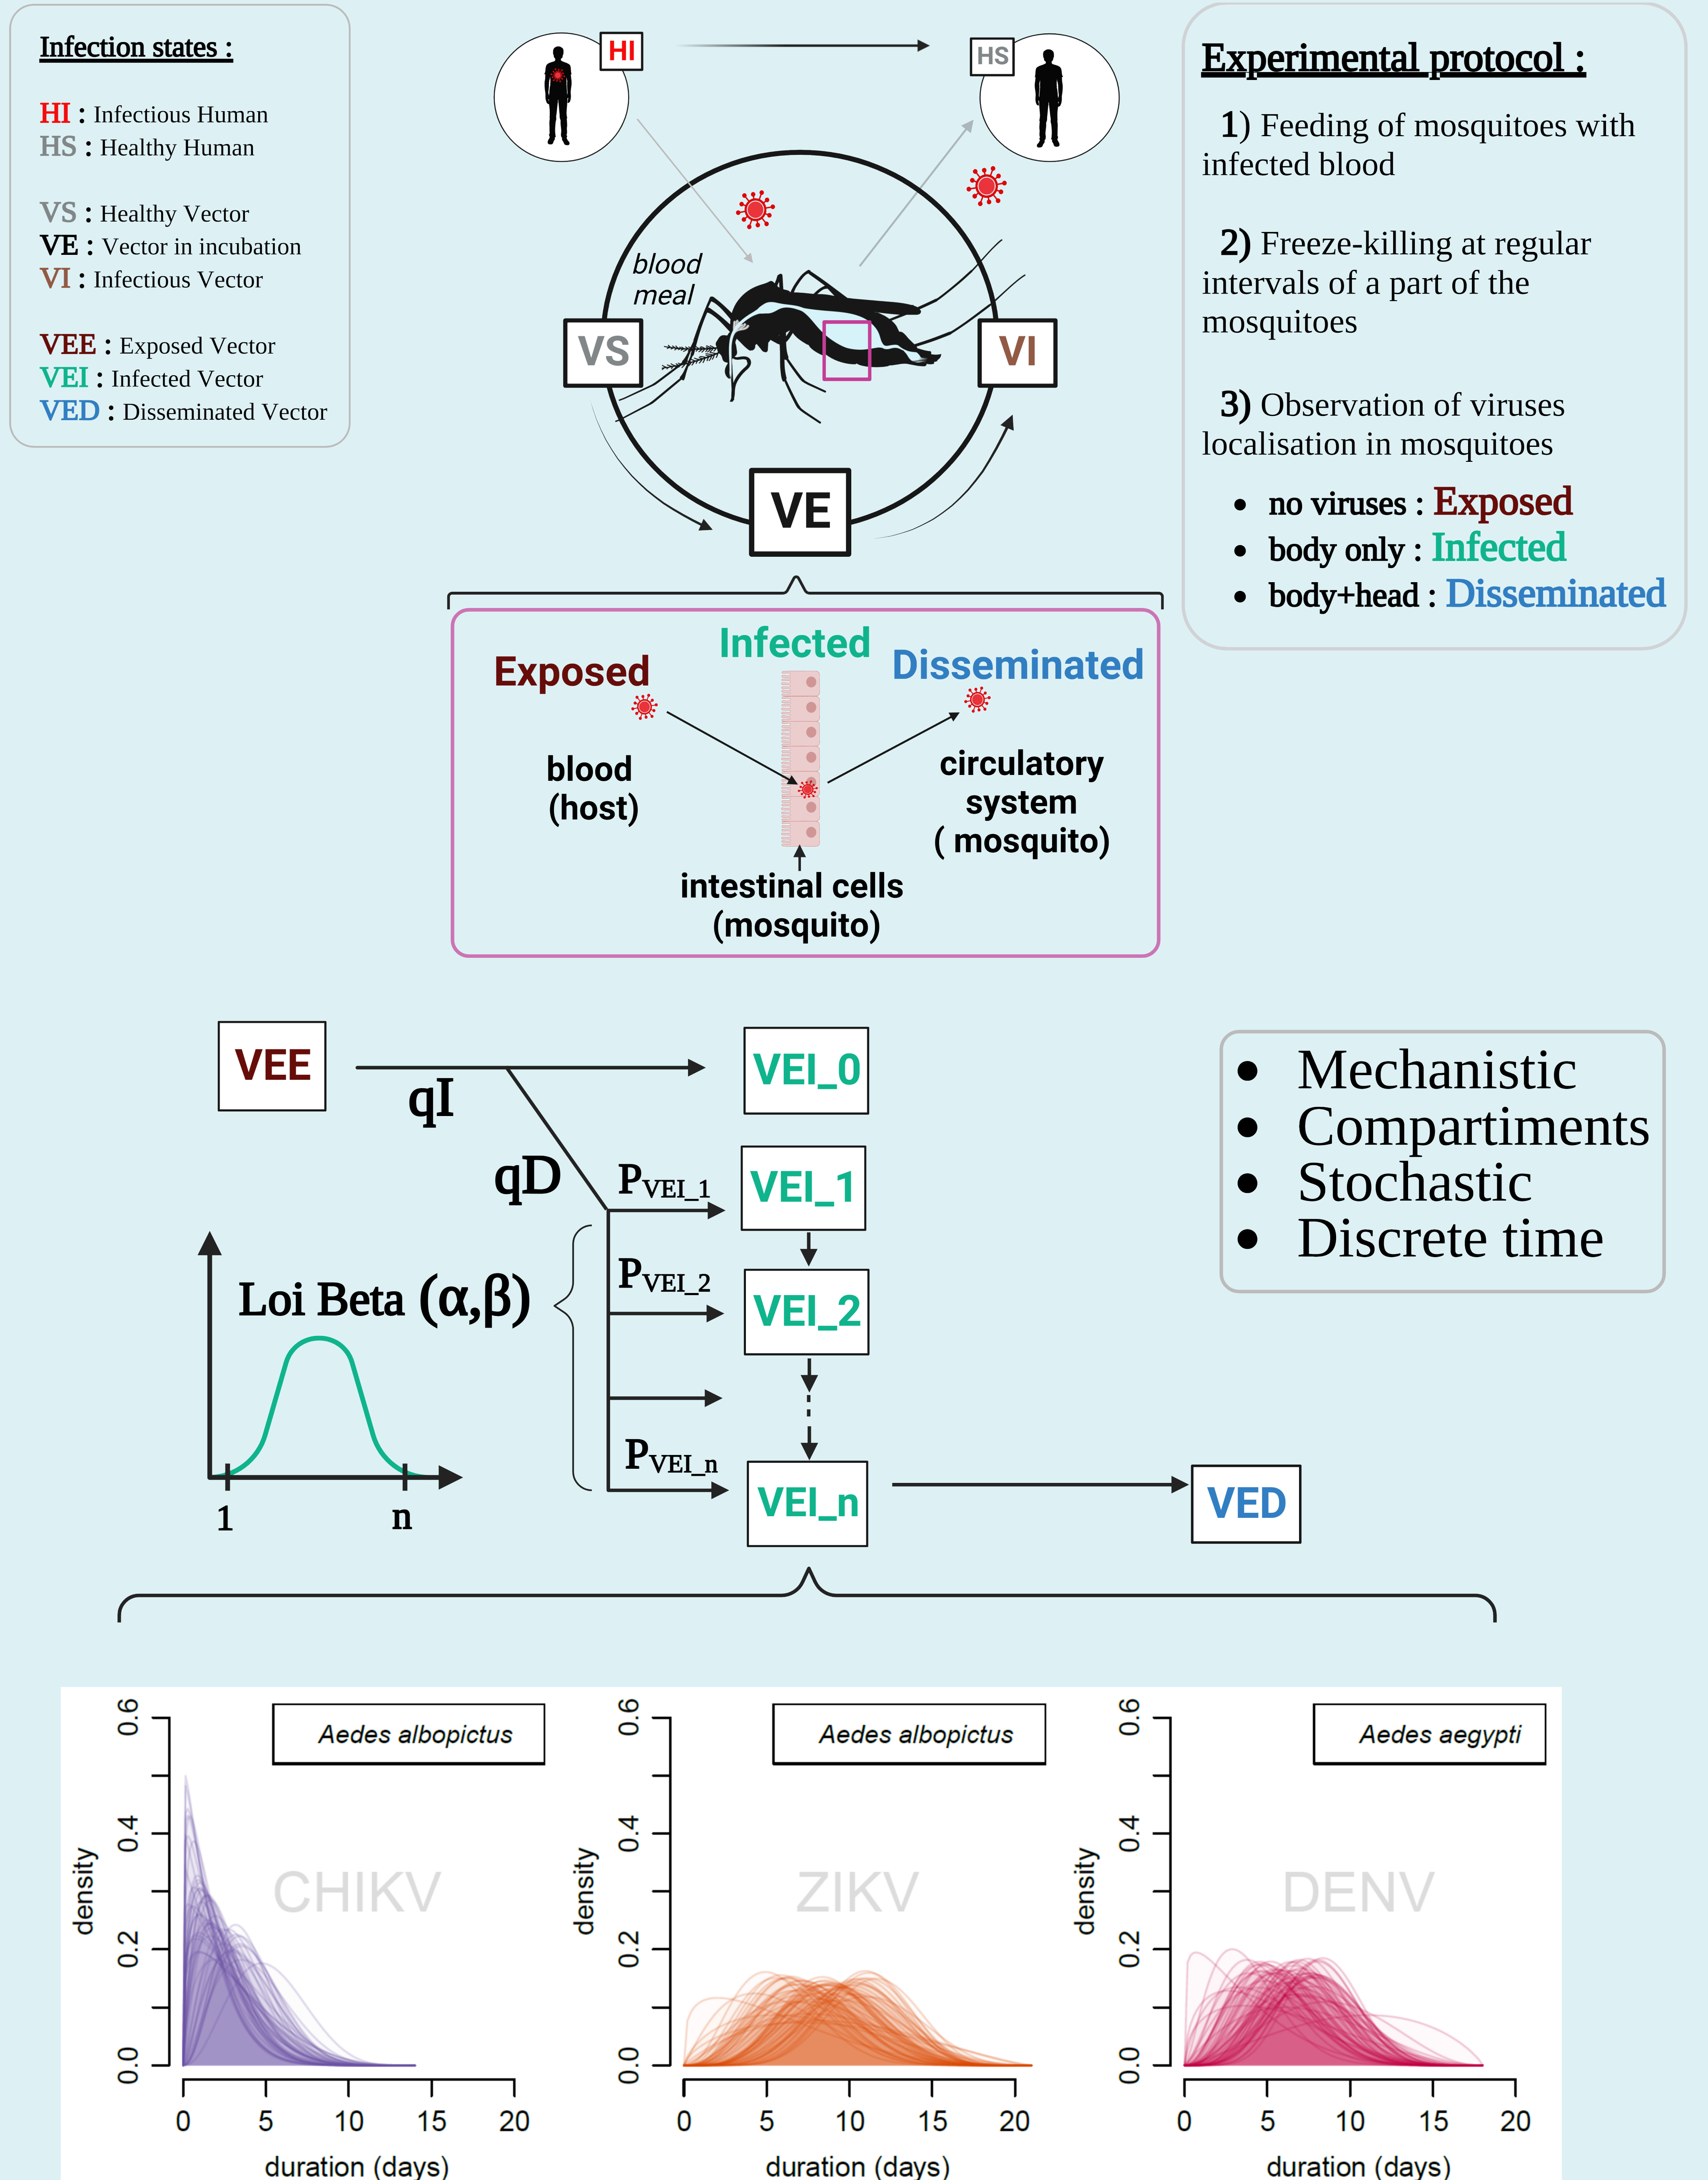 Infection states :
HI : Infectious Human
HS : Healthy Human
VS : Healthy Vector
VE : Vector in incubation
VI : Infectious Vector
VEE : Exposed Vector
VEI : Infected Vector
VED : Disseminated Vector
HI
HS
blood
meal
VS
VI
VE
Experimental protocol :
1) Feeding of mosquitoes with
infected blood
2) Freeze-killing at regular
intervals of a part of the
mosquitoes
3) Observation of viruses
localisation in mosquitoes
• no viruses : Exposed
• body only : Infected
• body+head : Disseminated
Exposed
Infected
Disseminated
blood
(host)
circulatory
system
( mosquito)
intestinal cells
(mosquito)
VEE
qI
VEI_0
qD
PVEI_1
VEI_1
PVEI_2
VEI_2
PVEI_n
VEI_n
VED
Loi Beta (α,β)
1
n
• Mechanistic
• Compartiments
• Stochastic
• Discrete time
Aedes albopictus
CHIKV
density
0.0
0.2
0.4
0.6
0 5 10 15 20
duration (days)
Aedes albopictus
ZIKV
density
0.0
0.2
0.4
0.6
0 5 10 15 20
duration (days)
Aedes aegypti
DENV
density
0.0
0.2
0.4
0.6
0 5 10 15 20
duration (days)